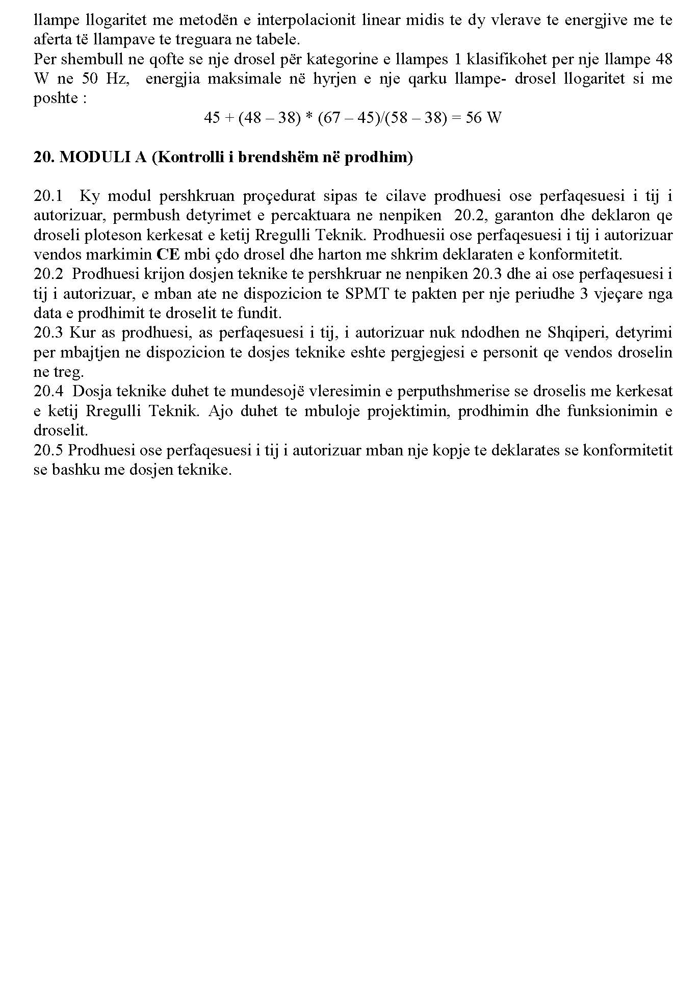 llampe llogaritet me metodën e interpolacionit linear midis te dy vlerave te energjive me te
aferta të llampave te treguara ne tabele.
Per shembull ne qofte se nje drosel për kategorine e llampes 1 klasifikohet per nje llampe 48
W ne 50 Hz, energjia maksimale në hyrjen e nje qarku llampe- drosel llogaritet si me
poshte :
45 + (48 – 38) * (67 – 45)/(58 – 38) = 56 W
20. MODULI A (Kontrolli i brendshëm në prodhim)
20.1 Ky modul pershkruan proçedurat sipas te cilave prodhuesi ose perfaqesuesi i tij i
autorizuar, permbush detyrimet e percaktuara ne nenpiken 20.2, garanton dhe deklaron qe
droseli ploteson kerkesat e ketij Rregulli Teknik. Prodhuesii ose perfaqesuesi i tij i autorizuar
vendos markimin CE mbi çdo drosel dhe harton me shkrim deklaraten e konformitetit.
20.2 Prodhuesi krijon dosjen teknike te pershkruar ne nenpiken 20.3 dhe ai ose perfaqesuesi i
tij i autorizuar, e mban ate ne dispozicion te SPMT te pakten per nje periudhe 3 vjeçare nga
data e prodhimit te droselit te fundit.
20.3 Kur as prodhuesi, as perfaqesuesi i tij, i autorizuar nuk ndodhen ne Shqiperi, detyrimi
per mbajtjen ne dispozicion te dosjes teknike eshte pergjegjesi e personit qe vendos droselin
ne treg.
20.4 Dosja teknike duhet te mundesojë vleresimin e perputhshmerise se droselis me kerkesat
e ketij Rregulli Teknik. Ajo duhet te mbuloje projektimin, prodhimin dhe funksionimin e
droselit.
20.5 Prodhuesi ose perfaqesuesi i tij i autorizuar mban nje kopje te deklarates se konformitetit
se bashku me dosjen teknike.